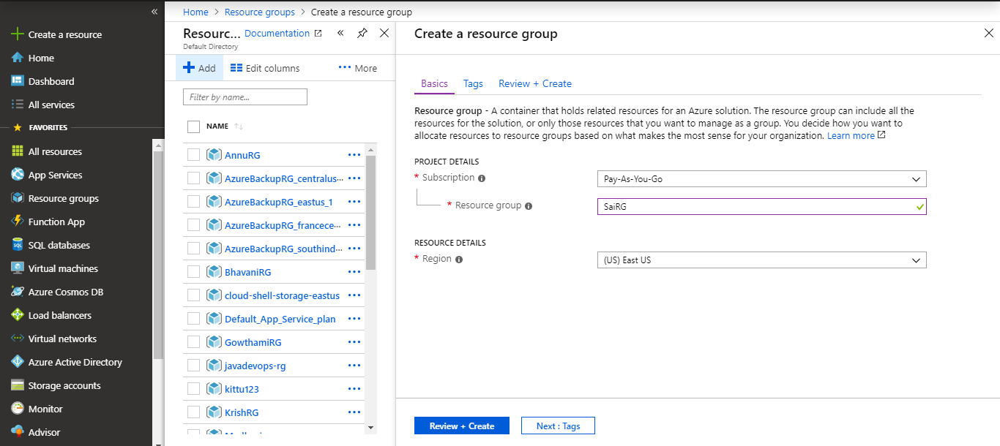 «
Create a resource
Home
Dashboard
All services
FAVORITES
All resources
App Services
Resource groups
Function App
SQL databases
Virtual machines
Azure Cosmos DB
Load balancers
Virtual networks
Azure Active Directory
Storage accounts
Monitor
Advisor
Home > Resource groups > Create a resource group
Resourc... Documentation «
Default Directory
Add Edit columns ••• More
Filter by name...
NAME
AnnuRG •••
AzureBackupRG_centralus... •••
AzureBackupRG_eastus_1 •••
AzureBackupRG_francece... •••
AzureBackupRG_southind... •••
BhavaniRG •••
cloud-shell-storage-eastus •••
Default_App_Service_plan •••
GowthamiRG •••
javadevops-rg •••
kittu123 •••
KrishRG •••
Create a resource group
Basics Tags Review + Create
Resource group - A container that holds related resources for an Azure solution. The resource group can include all the
resources for the solution, or only those resources that you want to manage as a group. You decide how you want to
allocate resources to resource groups based on what makes the most sense for your organization. Learn more
PROJECT DETAILS
* Subscription Pay-As-You-Go
* Resource group SaiRG
RESOURCE DETAILS
* Region (US) East US
Review + Create Next : Tags